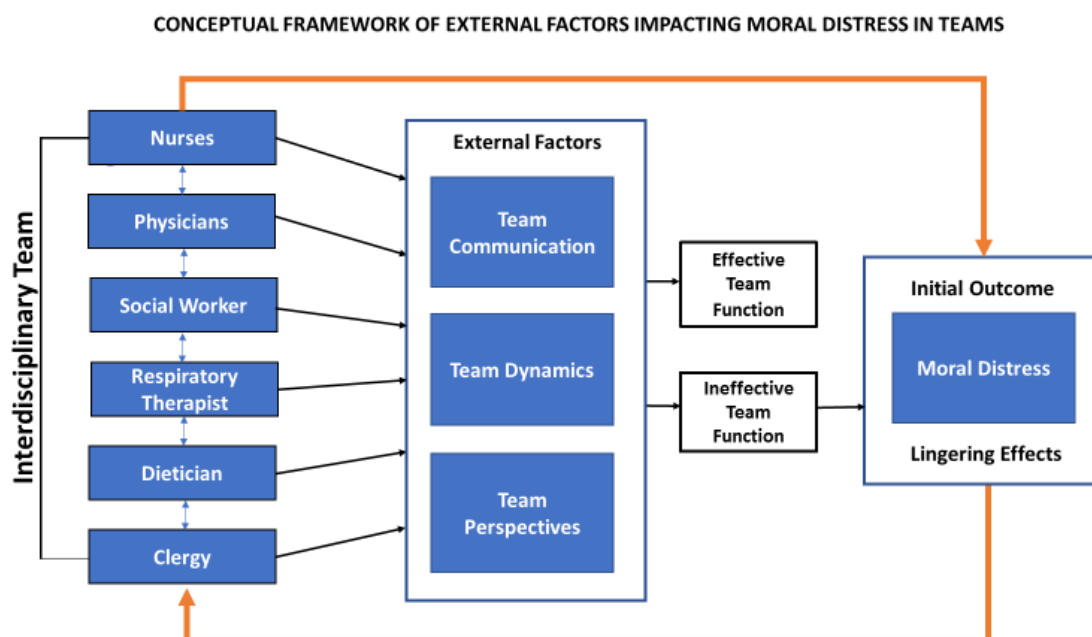 CONCEPTUAL FRAMEWORK OF EXTERNAL FACTORS IMPACTING MORAL DISTRESS IN TEAMS
Interdisciplinary Team
Nurses
Physicians
Social Worker
Respiratory
Therapist
Dietician
Clergy
External Factors
Team
Communication
Team Dynamics
Team
Perspectives
Effective
Team
Function
Ineffective
Team
Function
Initial Outcome
Moral Distress
Lingering Effects